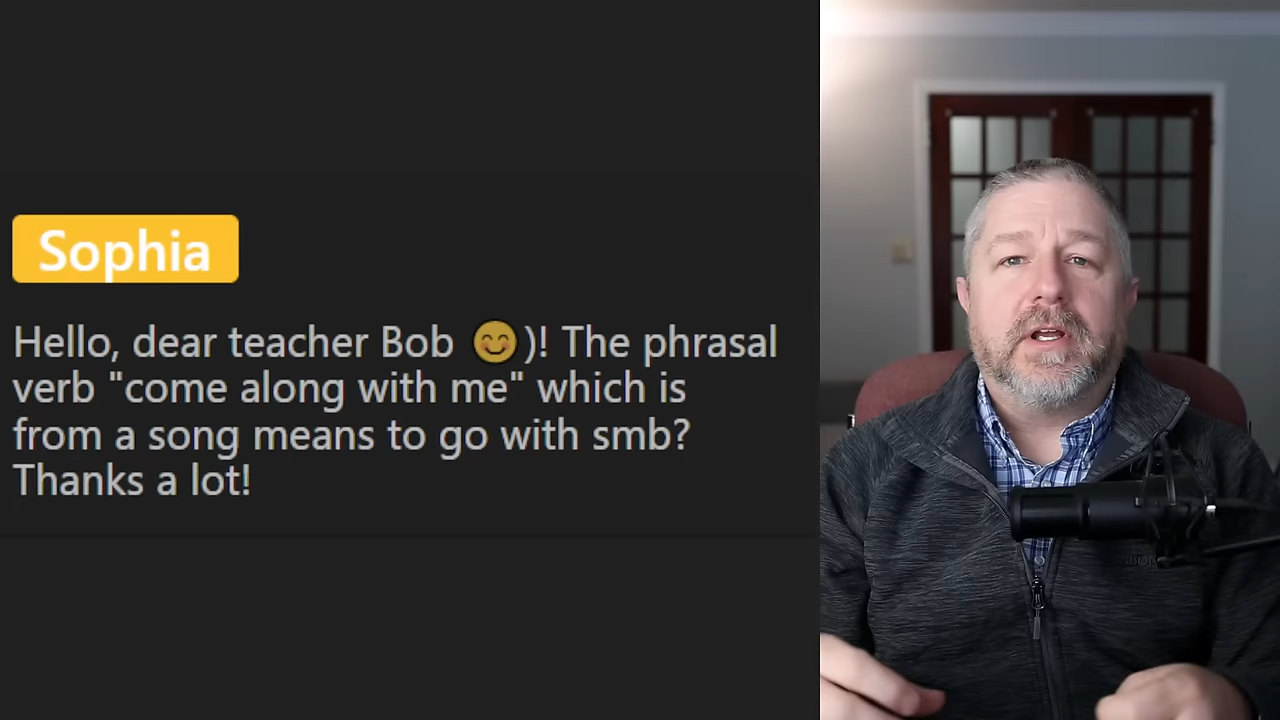 Sophia
Hello, dear teacher Bob 😊)! The phrasal
verb "come along with me" which is
from a song means to go with smb?
Thanks a lot!